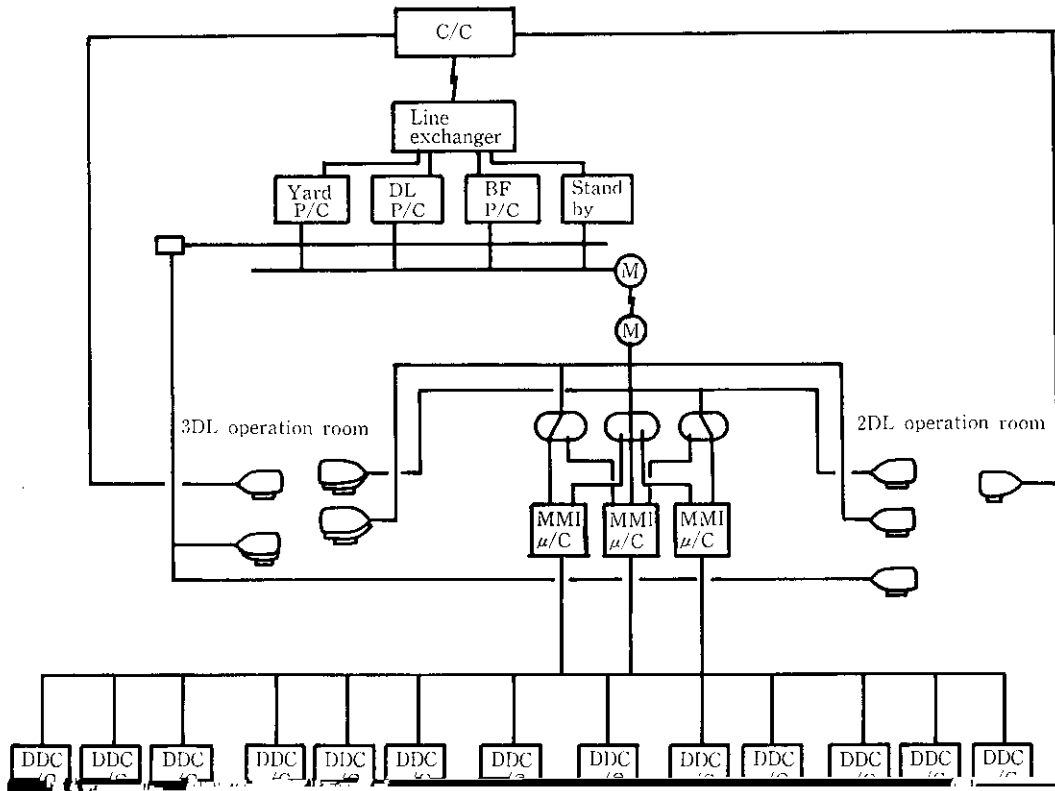 C/C
Line
exchanger
Yard
P/C
DL
P/C
BF
P/C
Stand
by
M
M
3DL operation room
2DL operation room
MMI
μ/C
MMI
μ/C
MMI
μ/C
DDC
DDC
DDC
DDC
DDC
DDC
DDC
DDC
DDC
DDC
DDC
DDC
DDC